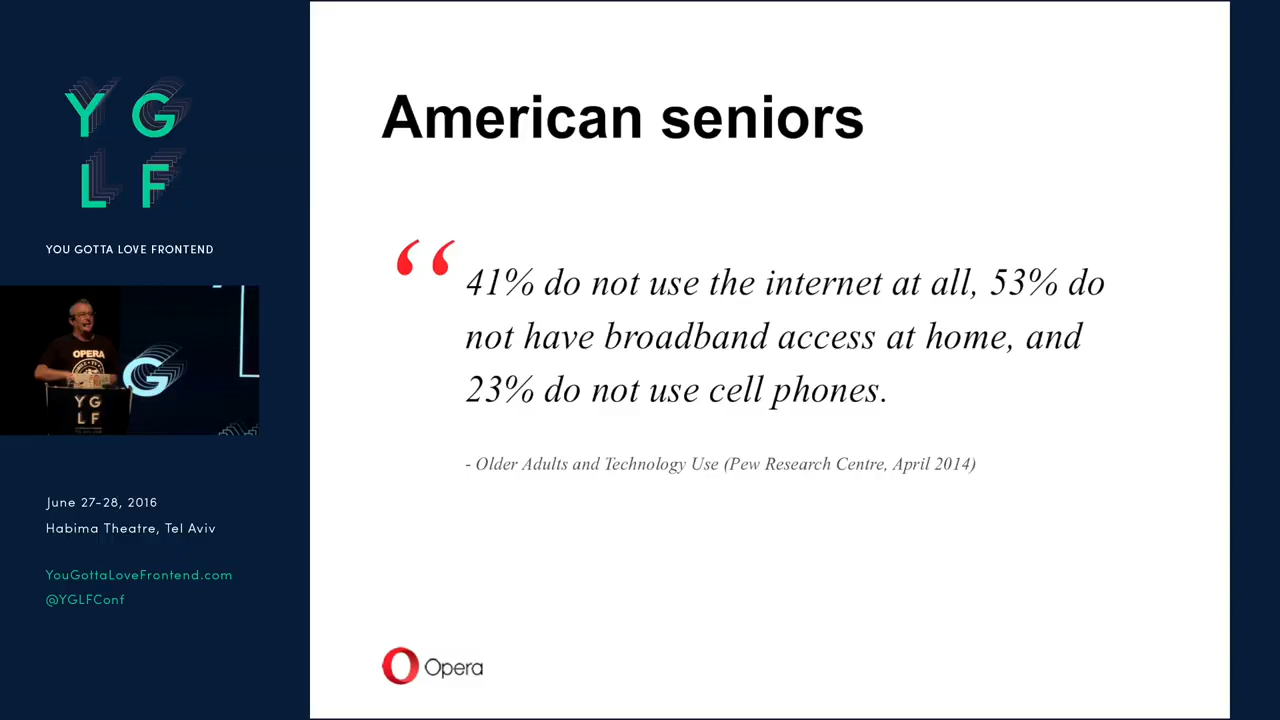 Y G
L F
YOU GOTTA LOVE FRONTEND
OPERA
G
Y G
L F
June 27-28, 2016
Habima Theatre, Tel Aviv
YouGottaLoveFrontend.com
@YGLFConf
American seniors
“ 41% do not use the internet at all, 53% do
not have broadband access at home, and
23% do not use cell phones.
- Older Adults and Technology Use (Pew Research Centre, April 2014)
Opera